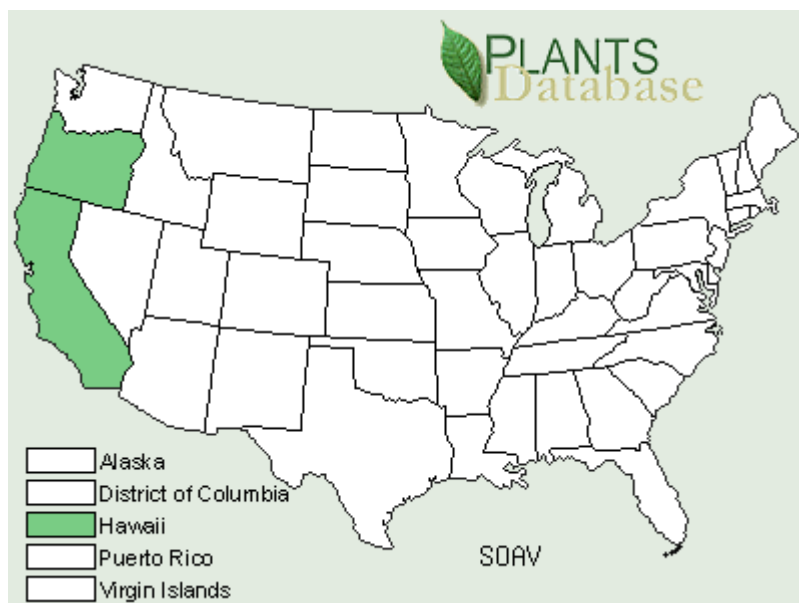 PLANTS
Database
Alaska
District of Columbia
Hawaii
Puerto Rico
Virgin Islands
SOAV